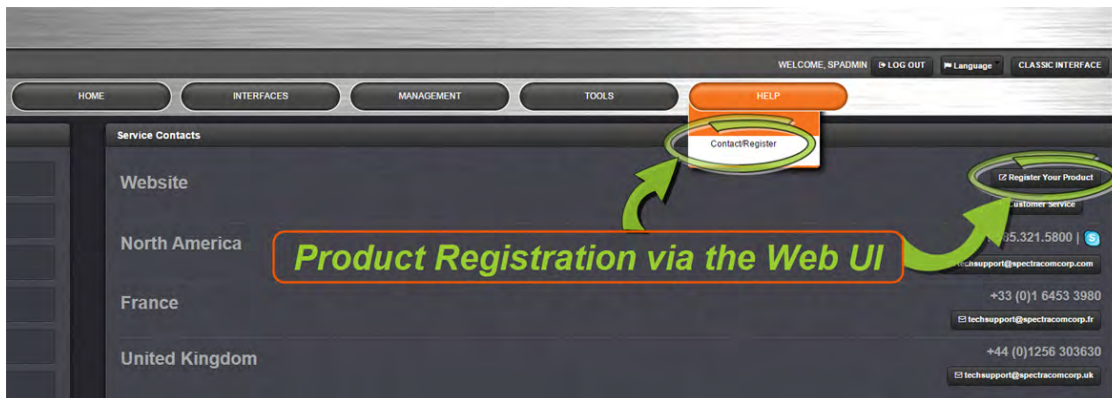 WELCOME, SPADMIN LOG OUT Language CLASSIC INTERFACE
HOME INTERFACES MANAGEMENT TOOLS HELP
Service Contacts
Contact/Register
Website
Register Your Product
Customer Service
North America
5.321.5800 |
Product Registration via the Web UI
techsupport@spectracomcorp.com
France
+33 (0)1 6453 3980
techsupport@spectracomcorp.fr
United Kingdom
+44 (0)1256 303630
techsupport@spectracomcorp.uk